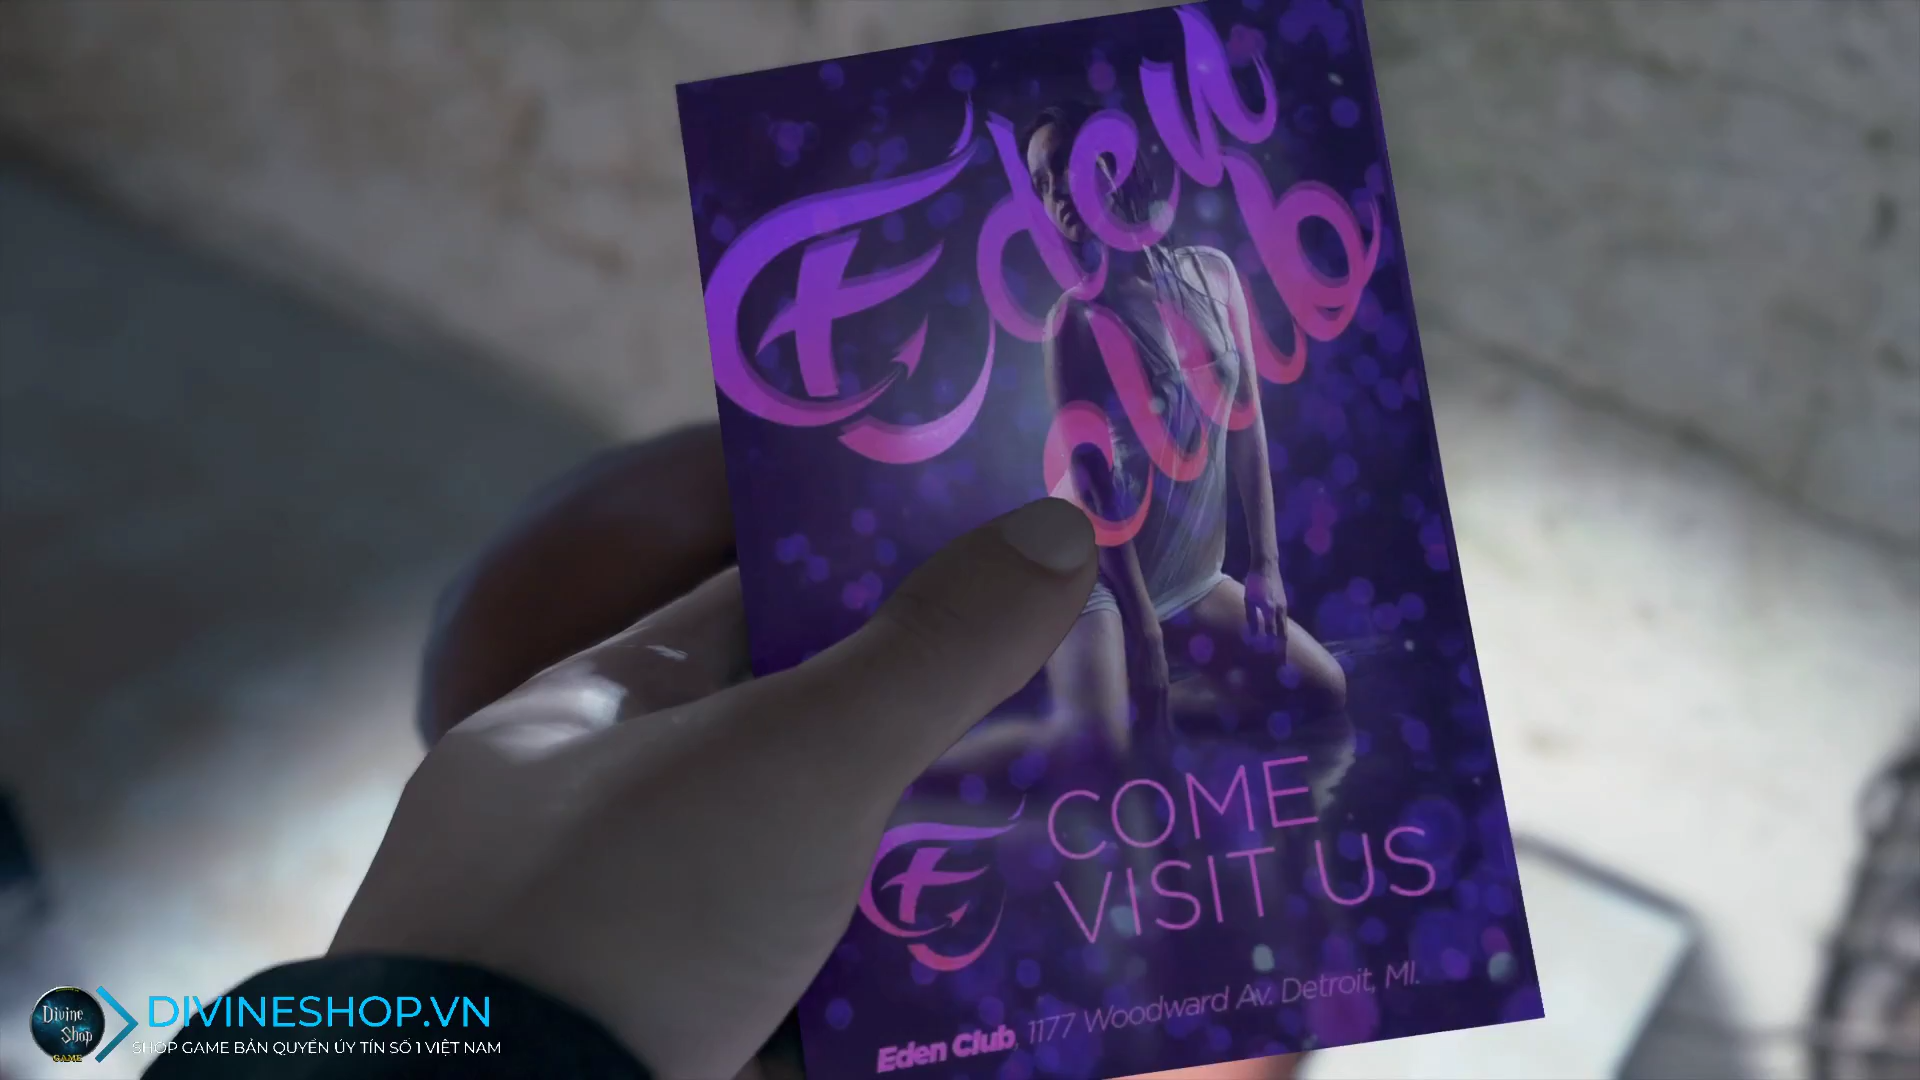 Eden
club
COME
VISIT US
Eden Club, 1177 Woodward Av. Detroit, MI.
Divine
Shop
GAME
DIVINESHOP.VN
SHOP GAME BẢN QUYỀN ÚY TÍN SỐ 1 VIỆT NAM